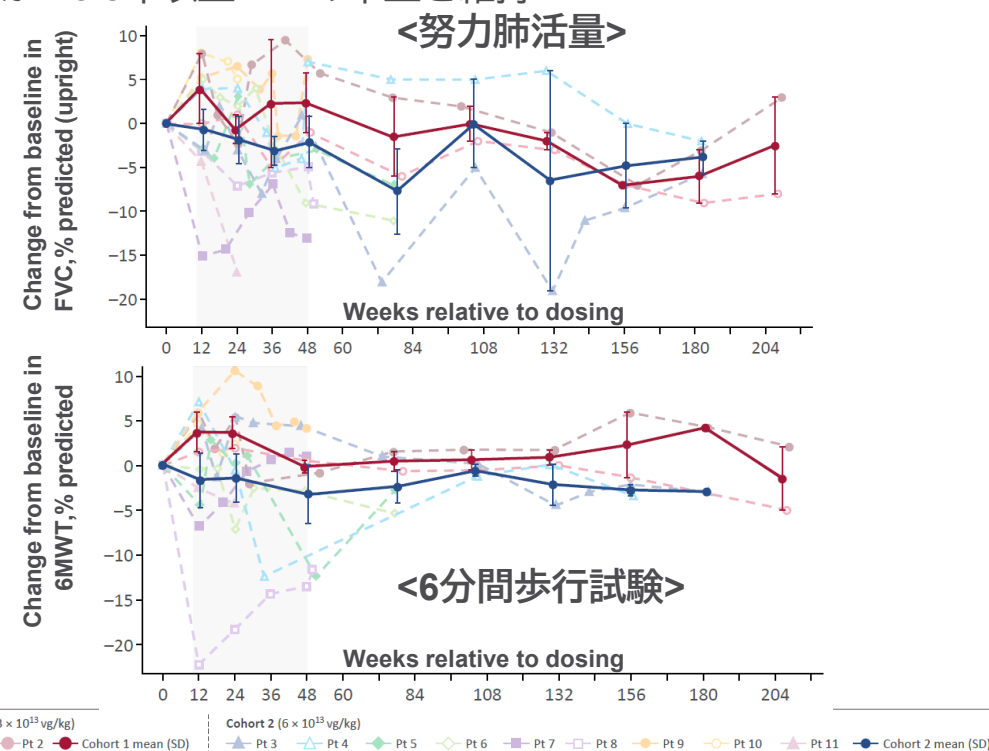 <努力肺活量>
Change from baseline in
FVC,% predicted (upright)
10
5
0
−5
−10
−15
−20
Weeks relative to dosing
0 12 24 36 48 60 84 108 132 156 180 204
Change from baseline in
6MWT,% predicted
10
5
0
−5
−10
−15
−20
<6分間歩行試験>
Weeks relative to dosing
0 12 24 36 48 60 84 108 132 156 180 204
× 10¹³ vg/kg)
Cohort 2 (6 × 10¹³ vg/kg)
Pt 2 Cohort 1 mean (SD) Pt 3 Pt 4 Pt 5 Pt 6 Pt 7 Pt 8 Pt 9 Pt 10 Pt 11 Cohort 2 mean (SD)